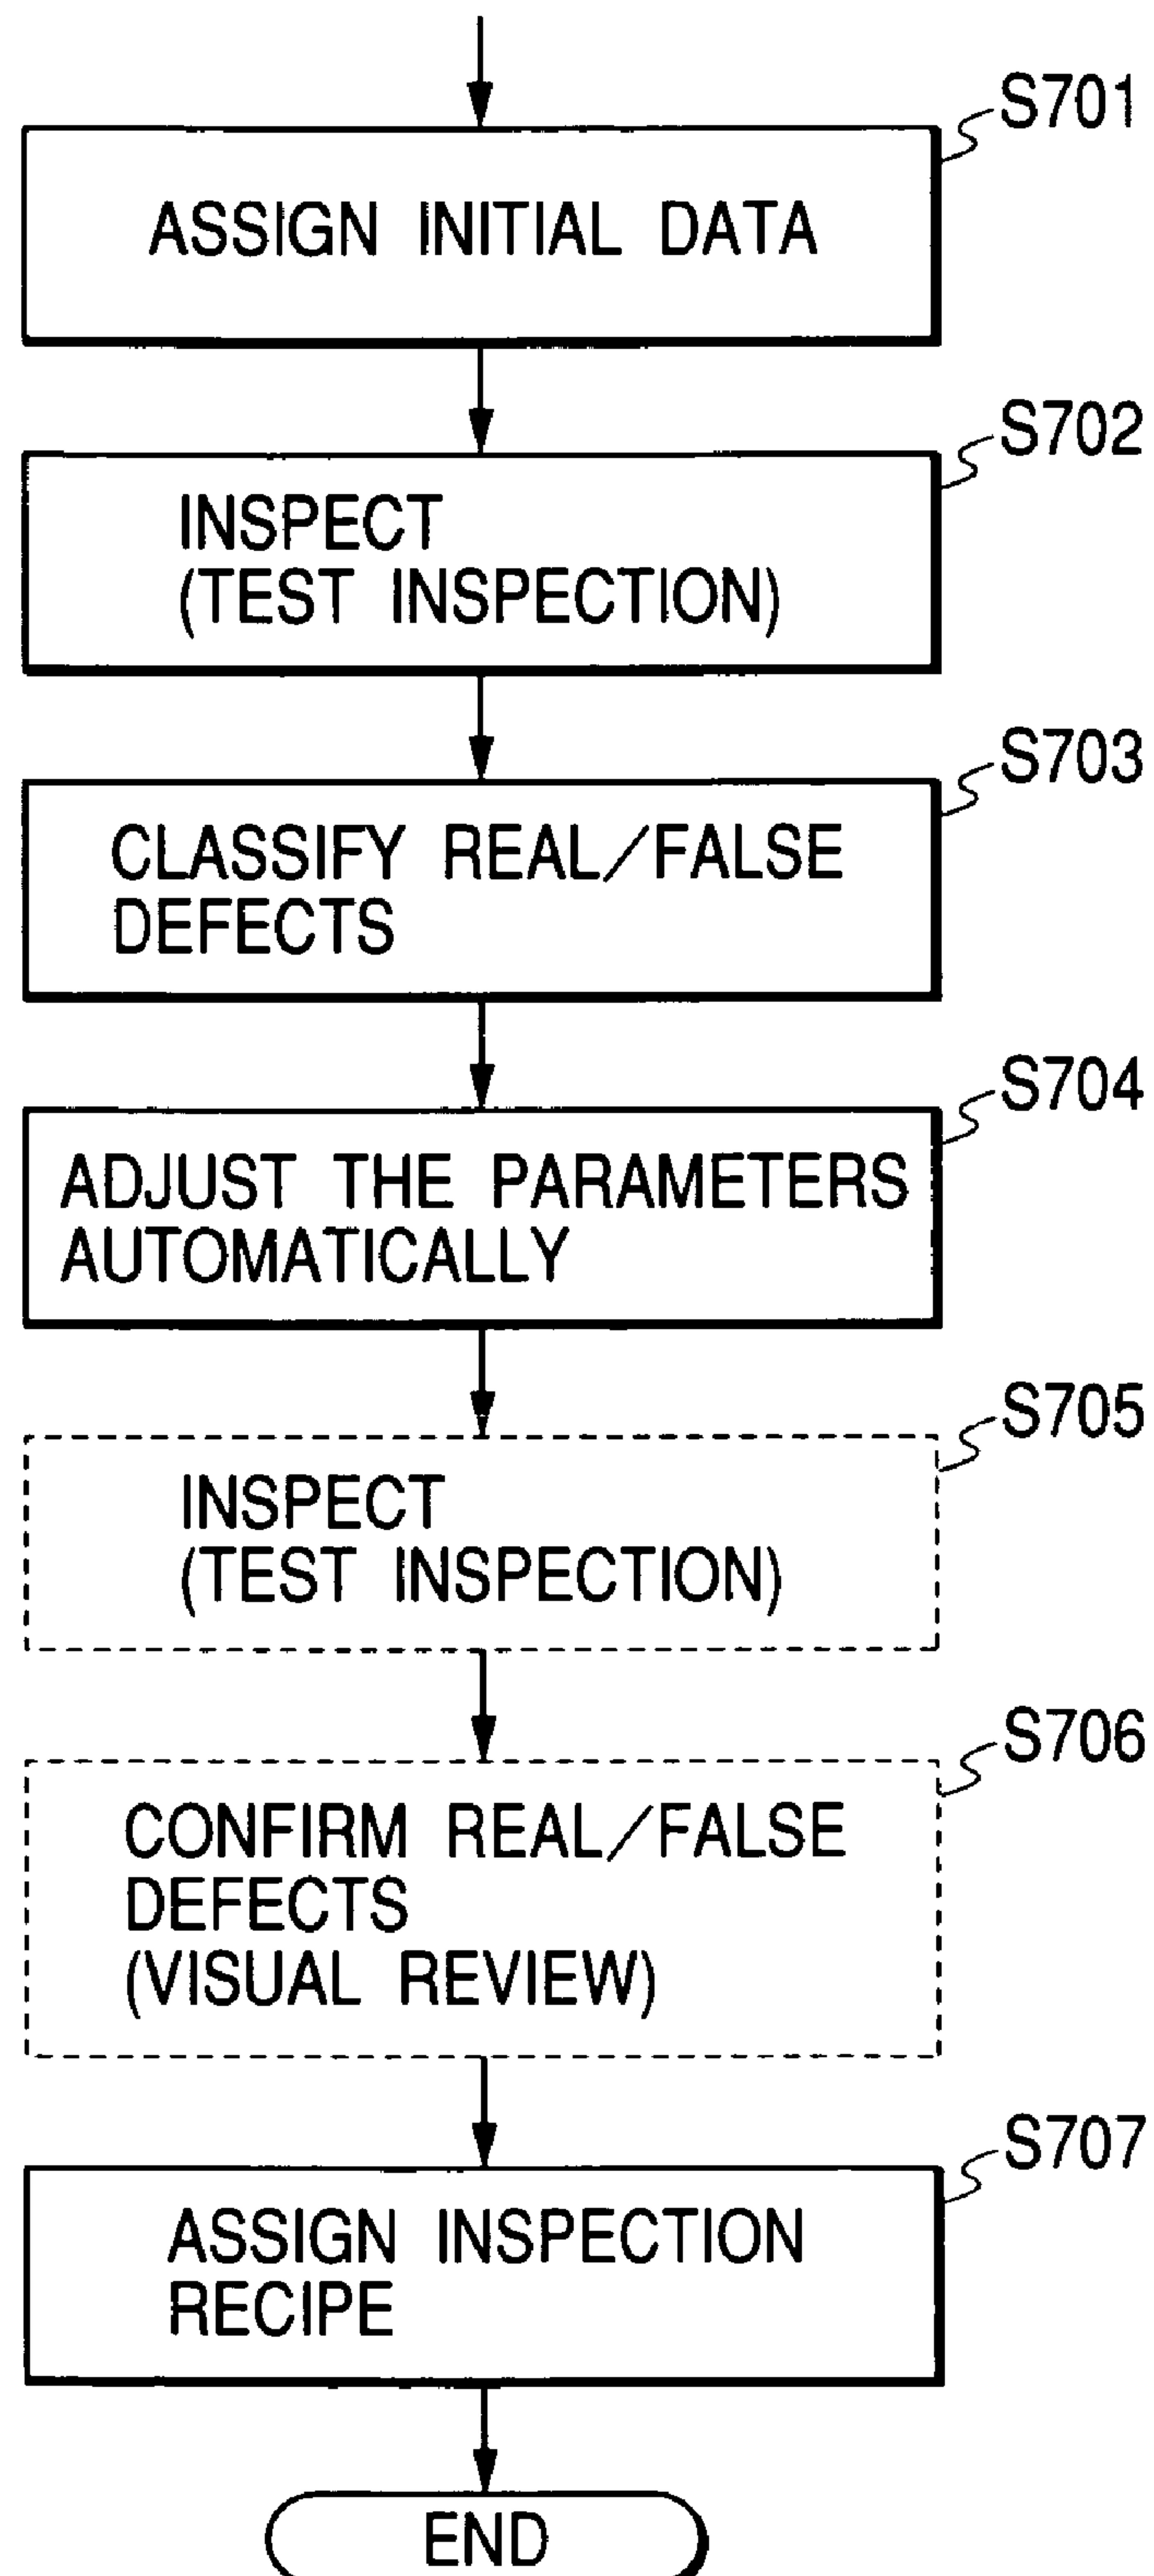 S701
ASSIGN INITIAL DATA
S702
INSPECT
(TEST INSPECTION)
S703
CLASSIFY REAL/FALSE
DEFECTS
S704
ADJUST THE PARAMETERS
AUTOMATICALLY
S705
INSPECT
(TEST INSPECTION)
S706
CONFIRM REAL/FALSE
DEFECTS
(VISUAL REVIEW)
S707
ASSIGN INSPECTION
RECIPE
END